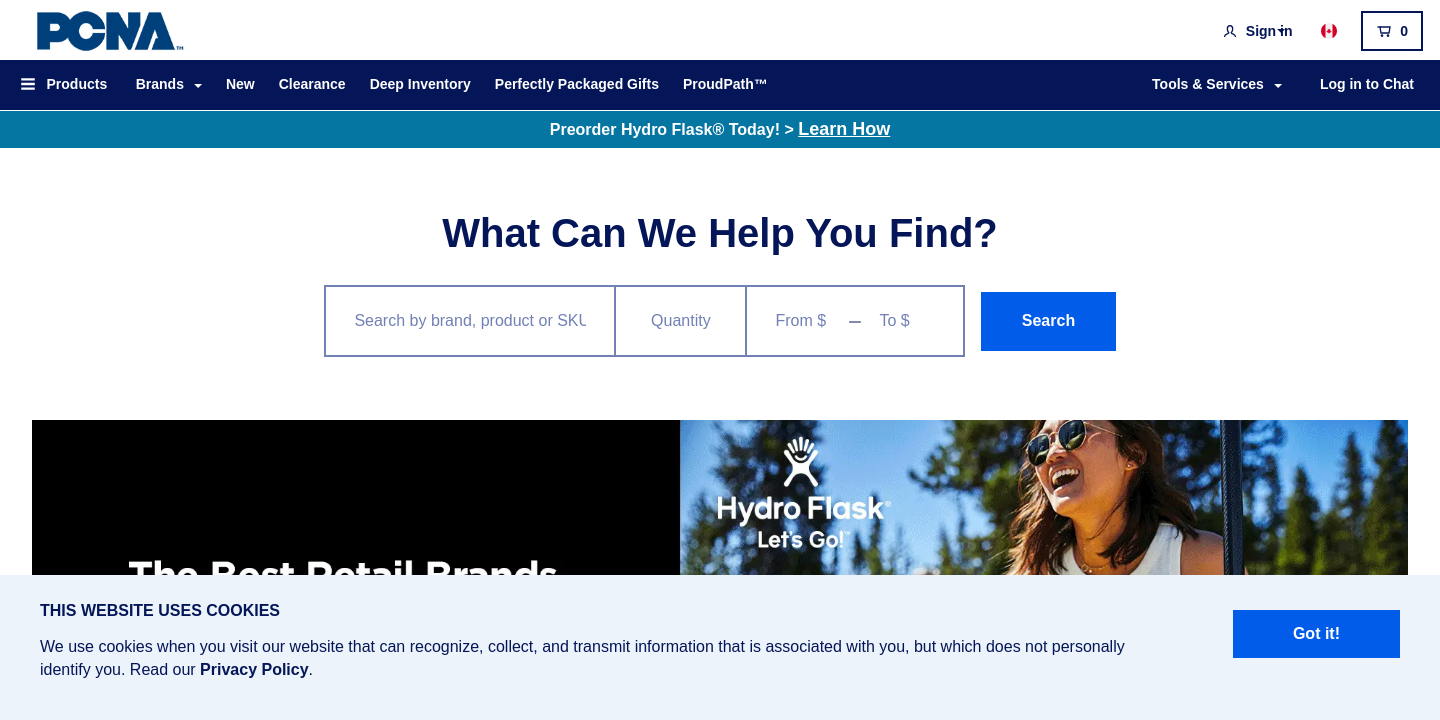 PCNA™
Sign in
0
Products Brands New Clearance Deep Inventory Perfectly Packaged Gifts ProudPath™ Tools & Services Log in to Chat
Preorder Hydro Flask® Today! > Learn How
What Can We Help You Find?
Search by brand, product or SKU Quantity From $ – To $ Search
Hydro Flask®
Let's Go!
The Best Retail Brands
THIS WEBSITE USES COOKIES
We use cookies when you visit our website that can recognize, collect, and transmit information that is associated with you, but which does not personally
identify you. Read our Privacy Policy.
Got it!